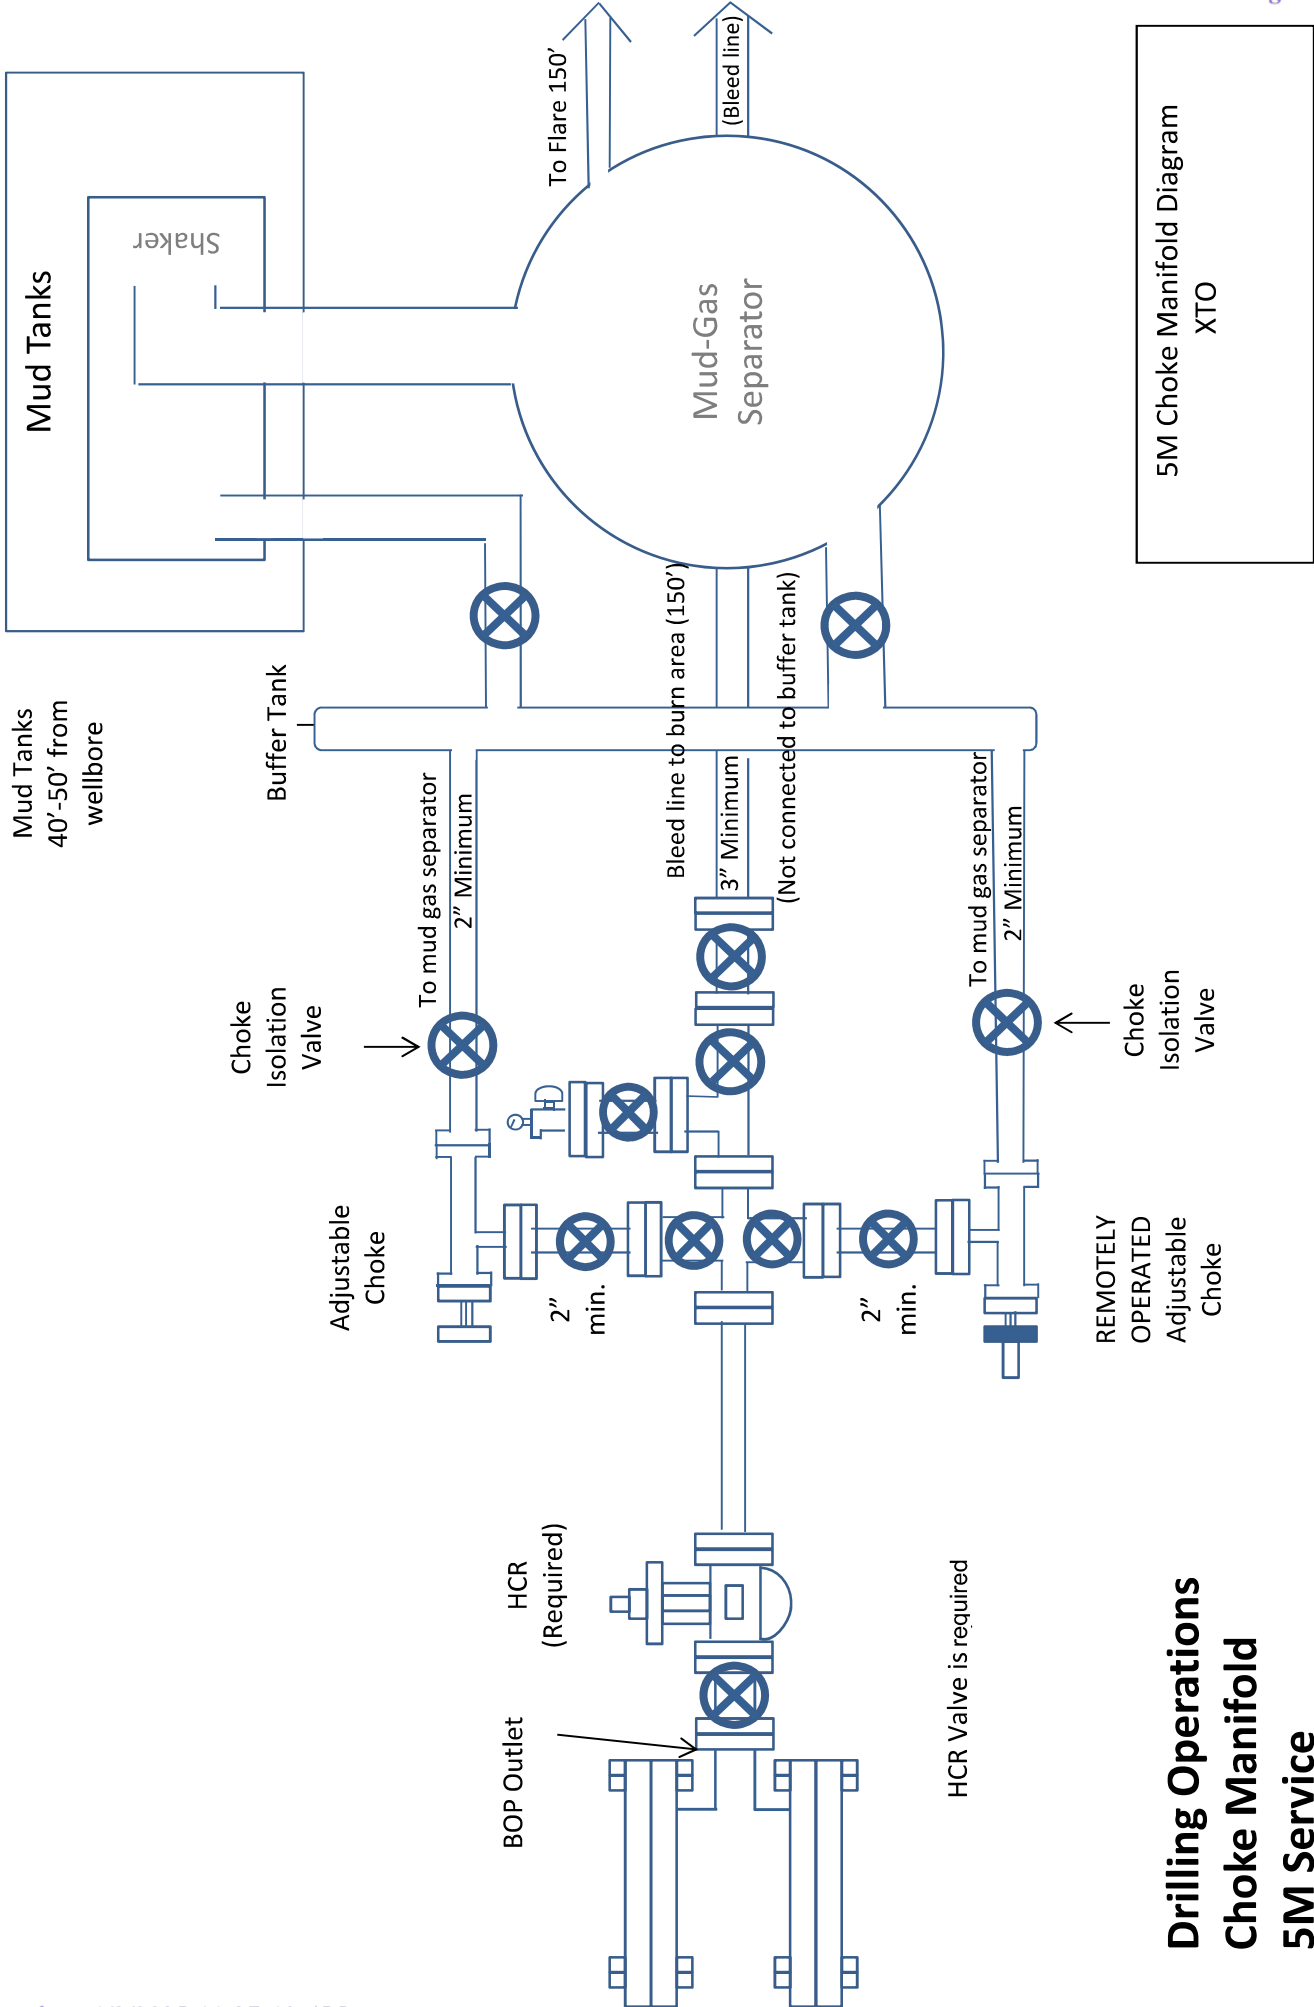 Drilling Operations
Choke Manifold
5M Service
5M Choke Manifold Diagram
XTO
Mud Tanks
Shaker
Mud Tanks
40’-50’ from
wellbore
Buffer Tank
To Flare 150’
(Bleed line)
Mud-Gas
Separator
Choke
Isolation
Valve
To mud gas separator
2” Minimum
Bleed line to burn area (150’)
3” Minimum
(Not connected to buffer tank)
To mud gas separator
2” Minimum
Choke
Isolation
Valve
Adjustable
Choke
2”
min.
2”
min.
REMOTELY
OPERATED
Adjustable
Choke
HCR
(Required)
BOP Outlet
HCR Valve is required